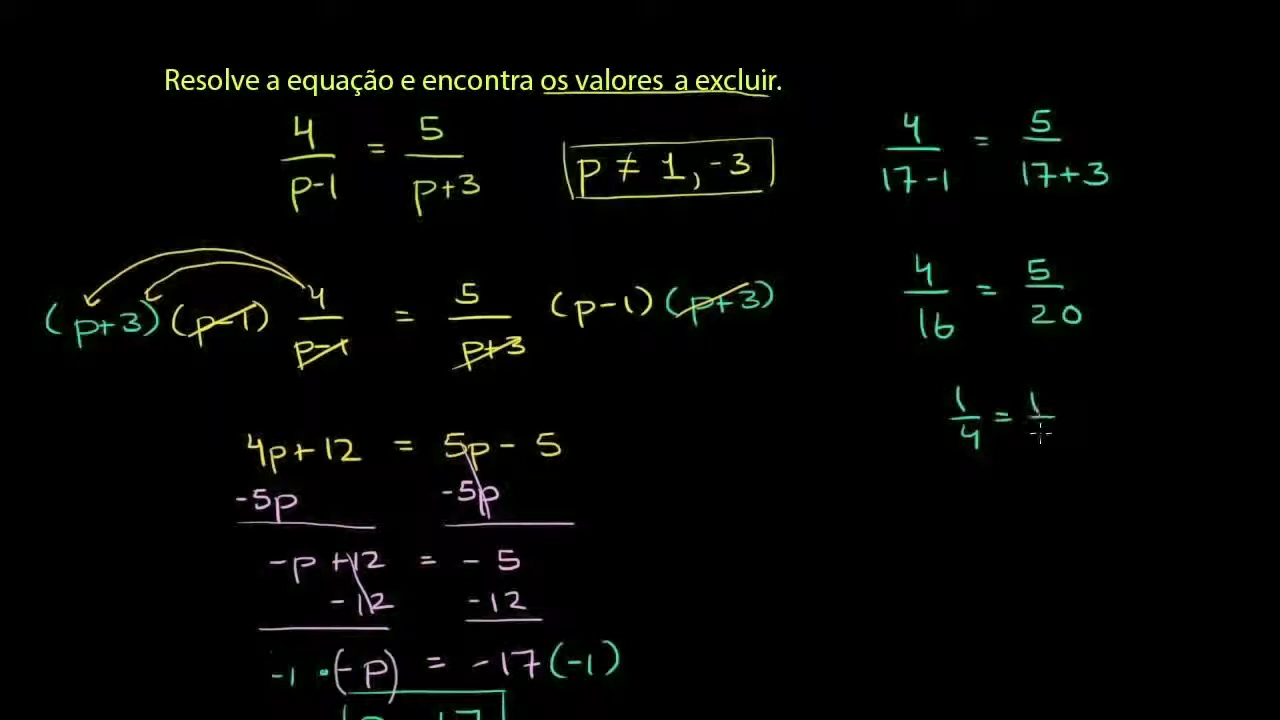 Resolve a equação e encontra os valores a excluir.
4/(p-1) = 5/(p+3)
p ≠ 1, -3
(p+3)(p-1) 4/(p-1) = 5/(p+3) (p-1)(p+3)
4p+12 = 5p-5
-5p -5p
-p+12 = -5
-12 -12
-1·(-p) = -17(-1)
4/(17-1) = 5/(17+3)
4/16 = 5/20
1/4 = 1/